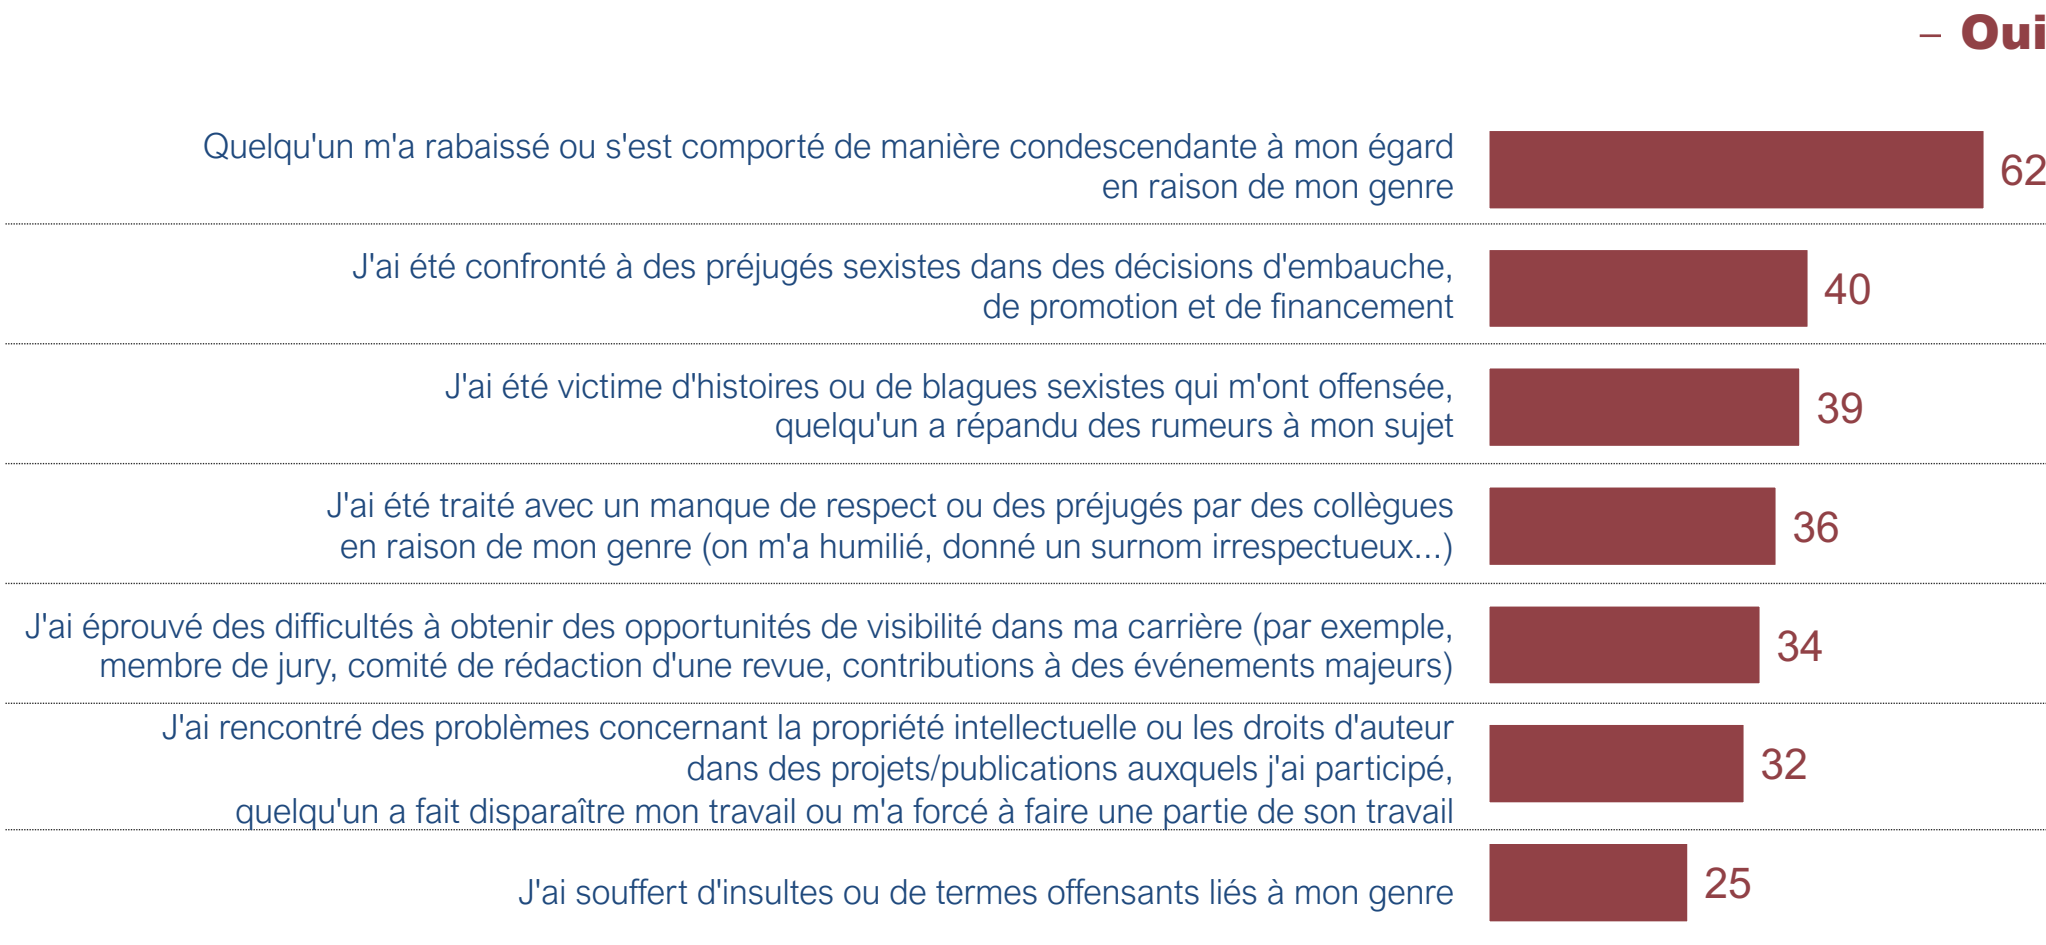 – Oui
Quelqu'un m'a rabaissé ou s'est comporté de manière condescendante à mon égard
en raison de mon genre
62
J'ai été confronté à des préjugés sexistes dans des décisions d'embauche,
de promotion et de financement
40
J'ai été victime d'histoires ou de blagues sexistes qui m'ont offensée,
quelqu'un a répandu des rumeurs à mon sujet
39
J'ai été traité avec un manque de respect ou des préjugés par des collègues
en raison de mon genre (on m'a humilié, donné un surnom irrespectueux...)
36
J'ai éprouvé des difficultés à obtenir des opportunités de visibilité dans ma carrière (par exemple,
membre de jury, comité de rédaction d'une revue, contributions à des événements majeurs)
34
J'ai rencontré des problèmes concernant la propriété intellectuelle ou les droits d'auteur
dans des projets/publications auxquels j'ai participé,
quelqu'un a fait disparaître mon travail ou m'a forcé à faire une partie de son travail
32
J'ai souffert d'insultes ou de termes offensants liés à mon genre
25